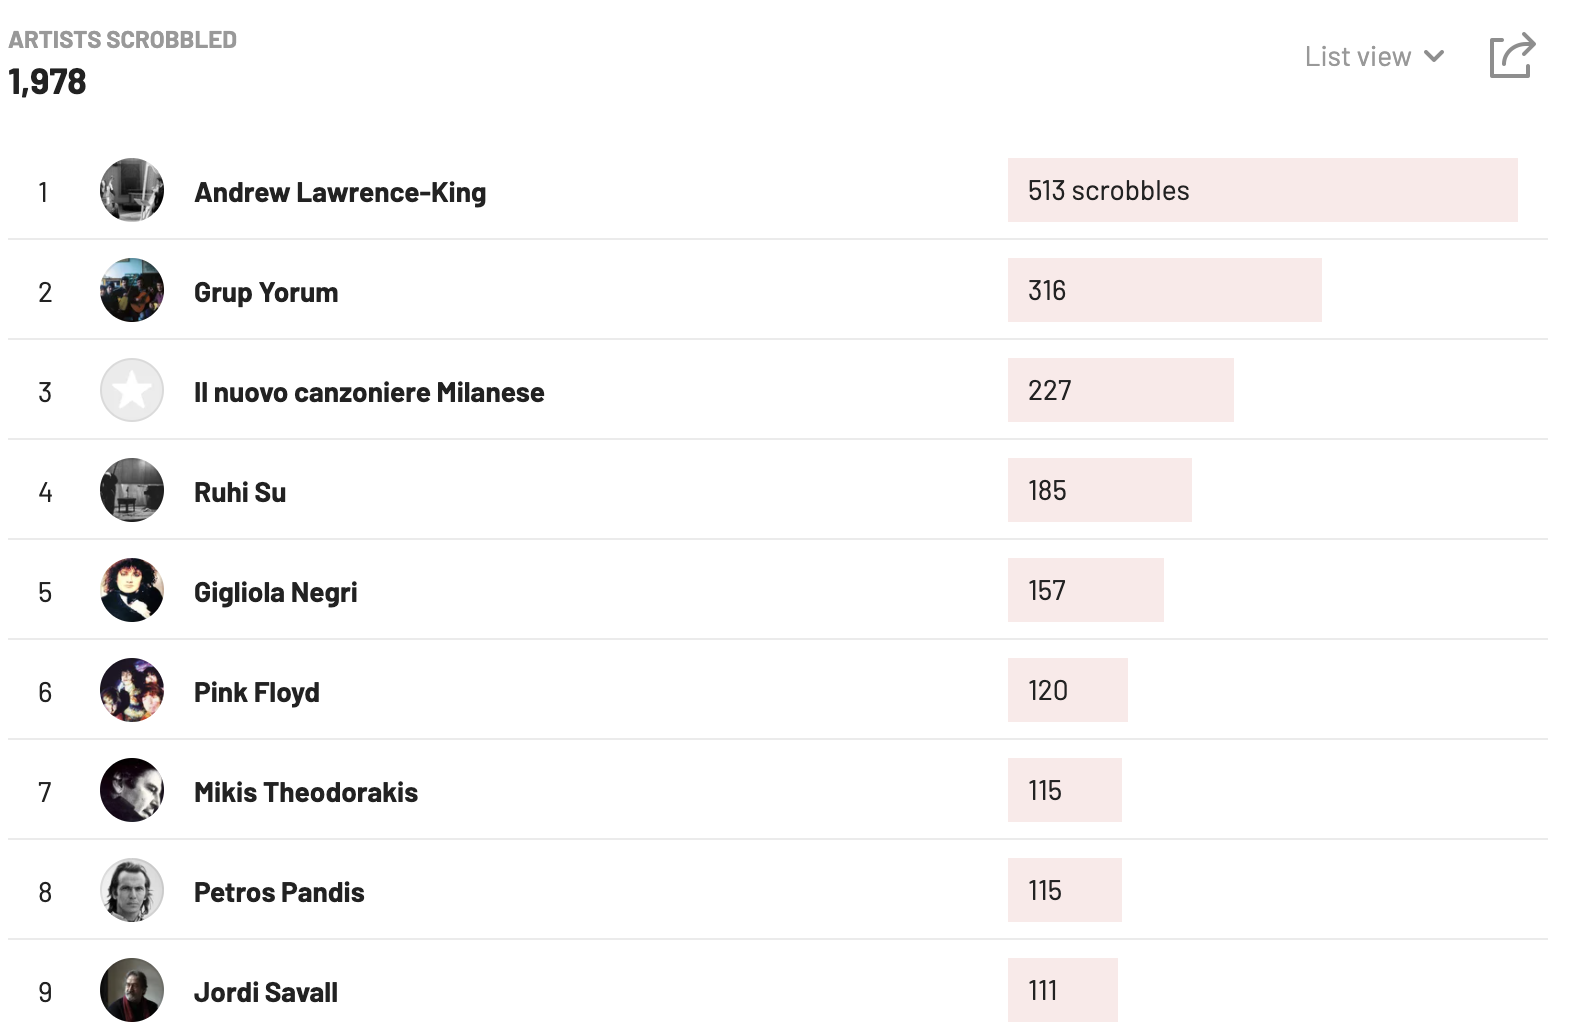 ARTISTS SCROBBLED
1,978
List view
1 Andrew Lawrence-King 513 scrobbles
2 Grup Yorum 316
3 Il nuovo canzoniere Milanese 227
4 Ruhi Su 185
5 Gigliola Negri 157
6 Pink Floyd 120
7 Mikis Theodorakis 115
8 Petros Pandis 115
9 Jordi Savall 111